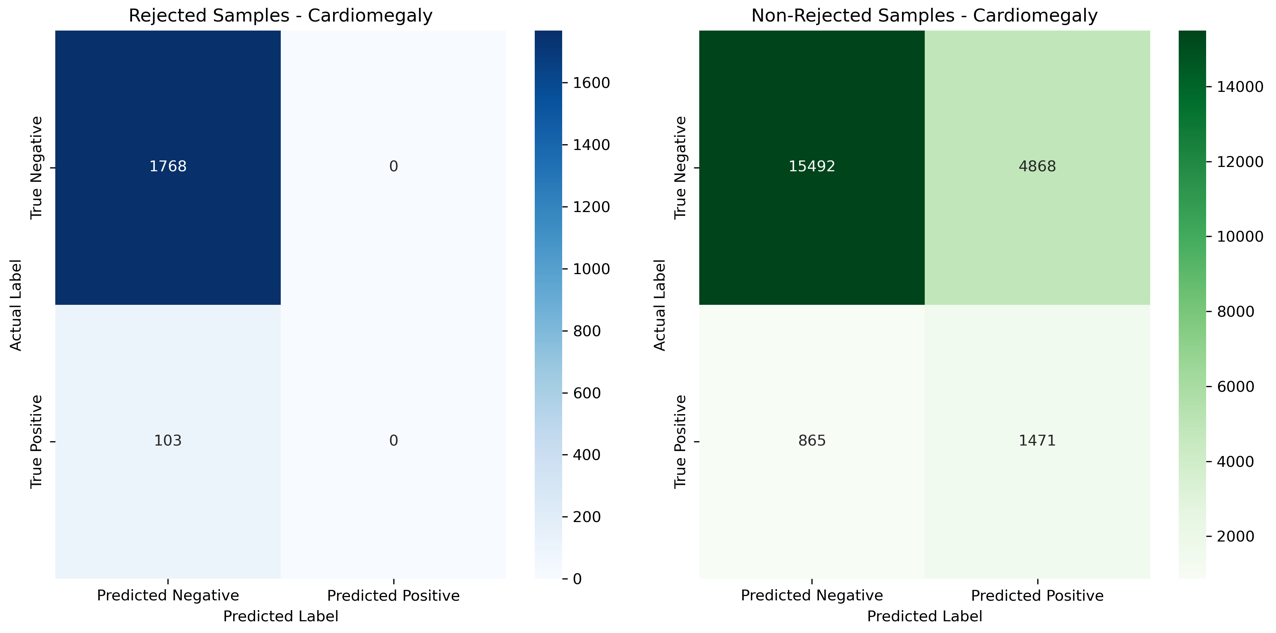 Rejected Samples - Cardiomegaly
Actual Label
True Negative
True Positive
1768
0
103
0
Predicted Negative
Predicted Positive
Predicted Label
1600
1400
1200
1000
800
600
400
200
0
Non-Rejected Samples - Cardiomegaly
Actual Label
True Negative
True Positive
15492
4868
865
1471
Predicted Negative
Predicted Positive
Predicted Label
14000
12000
10000
8000
6000
4000
2000